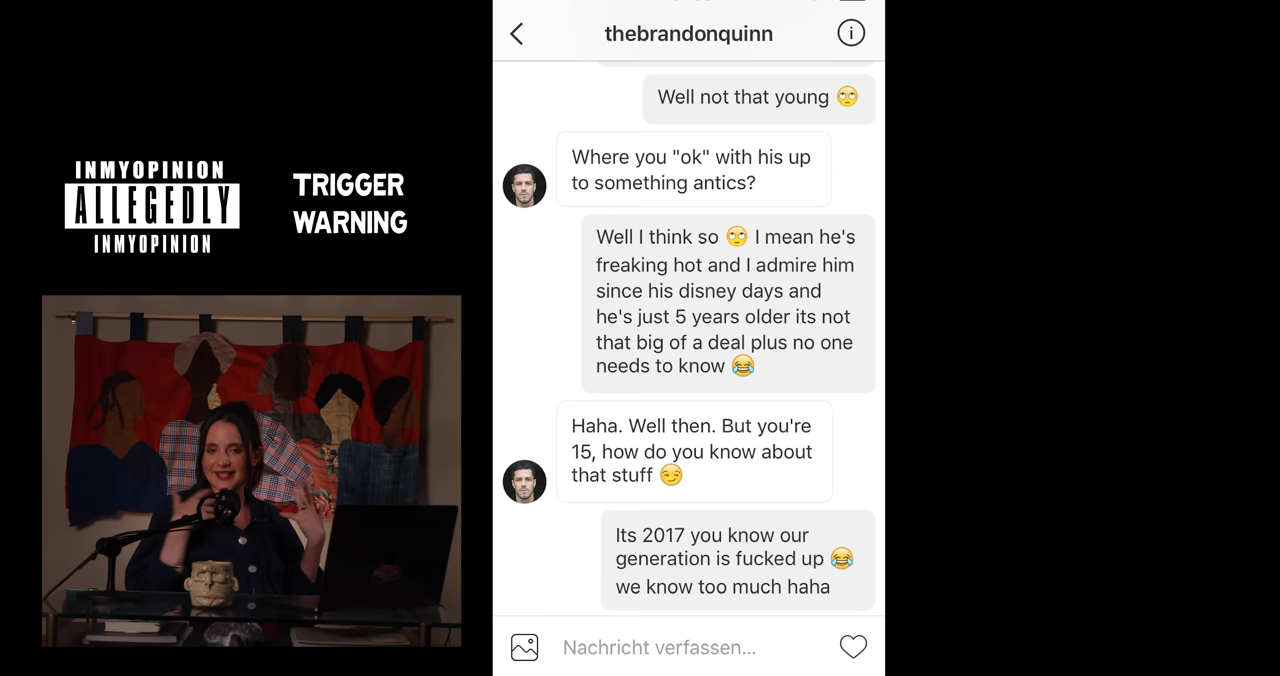 INMYOPINION
ALLEGEDLY
INMYOPINION
TRIGGER
WARNING
thebrandonquinn
Well not that young 🙄
Where you "ok" with his up
to something antics?
Well I think so 🙄 I mean he's
freaking hot and I admire him
since his disney days and
he's just 5 years older its not
that big of a deal plus no one
needs to know 😂
Haha. Well then. But you're
15, how do you know about
that stuff 😏
Its 2017 you know our
generation is fucked up 😂
we know too much haha
Nachricht verfassen...